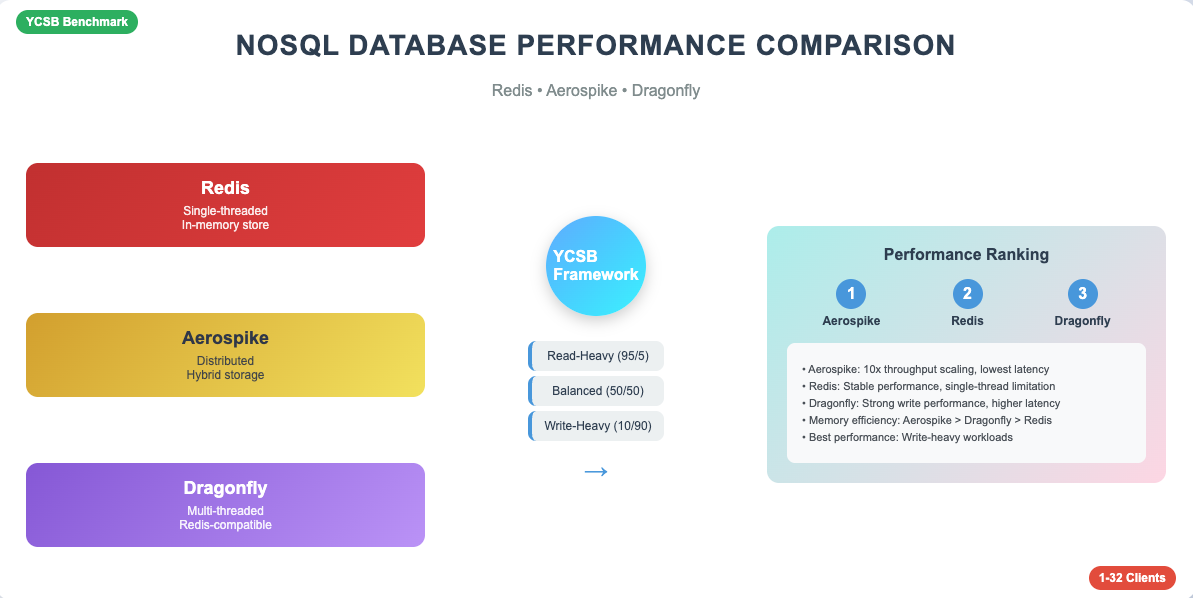 YCSB Benchmark
NOSQL DATABASE PERFORMANCE COMPARISON
Redis • Aerospike • Dragonfly
Redis
Single-threaded
In-memory store
Aerospike
Distributed
Hybrid storage
Dragonfly
Multi-threaded
Redis-compatible
YCSB
Framework
Read-Heavy (95/5)
Balanced (50/50)
Write-Heavy (10/90)
→
Performance Ranking
1 2 3
Aerospike Redis Dragonfly
• Aerospike: 10x throughput scaling, lowest latency
• Redis: Stable performance, single-thread limitation
• Dragonfly: Strong write performance, higher latency
• Memory efficiency: Aerospike > Dragonfly > Redis
• Best performance: Write-heavy workloads
1-32 Clients